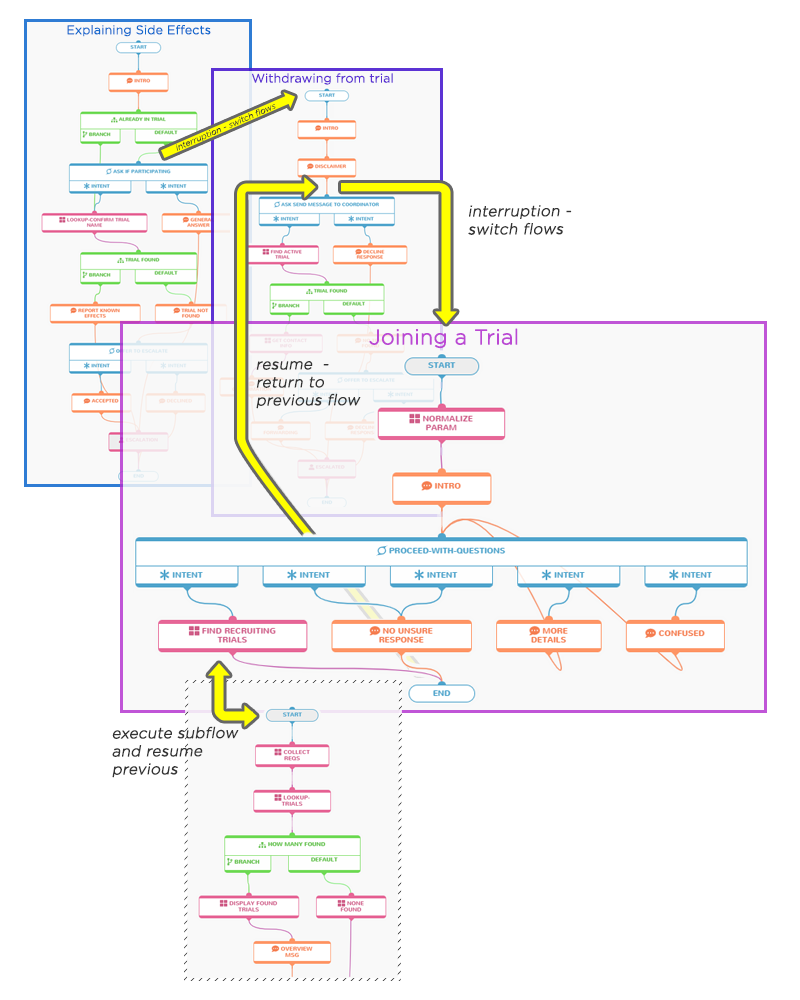 Explaining Side Effects
START
INTRO
ALREADY IN TRIAL
BRANCH
DEFAULT
ASK IF PARTICIPATING
INTENT
INTENT
LOOKUP-CONFIRM TRIAL
NAME
GENERAL
ANSWER
TRIAL FOUND
BRANCH
DEFAULT
REPORT KNOWN
EFFECTS
TRIAL NOT
FOUND
INTENT
INTENT
ACCEPTED
END
interruption - switch flows
Withdrawing from trial
START
INTRO
DISCLAIMER
ASK SEND MESSAGE TO COORDINATOR
INTENT
INTENT
FIND ACTIVE
TRIAL
DECLINE
RESPONSE
TRIAL FOUND
BRANCH
DEFAULT
END
interruption -
switch flows
resume -
return to
previous flow
Joining a Trial
START
NORMALIZE
PARAM
INTRO
PROCEED-WITH-QUESTIONS
INTENT
INTENT
INTENT
INTENT
INTENT
FIND RECRUITING
TRIALS
NO UNSURE
RESPONSE
MORE
DETAILS
CONFUSED
END
execute subflow
and resume
previous
START
COLLECT
REQS
LOOKUP-
TRIALS
HOW MANY FOUND
BRANCH
DEFAULT
DISPLAY FOUND
TRIALS
NONE
FOUND
OVERVIEW
MSG